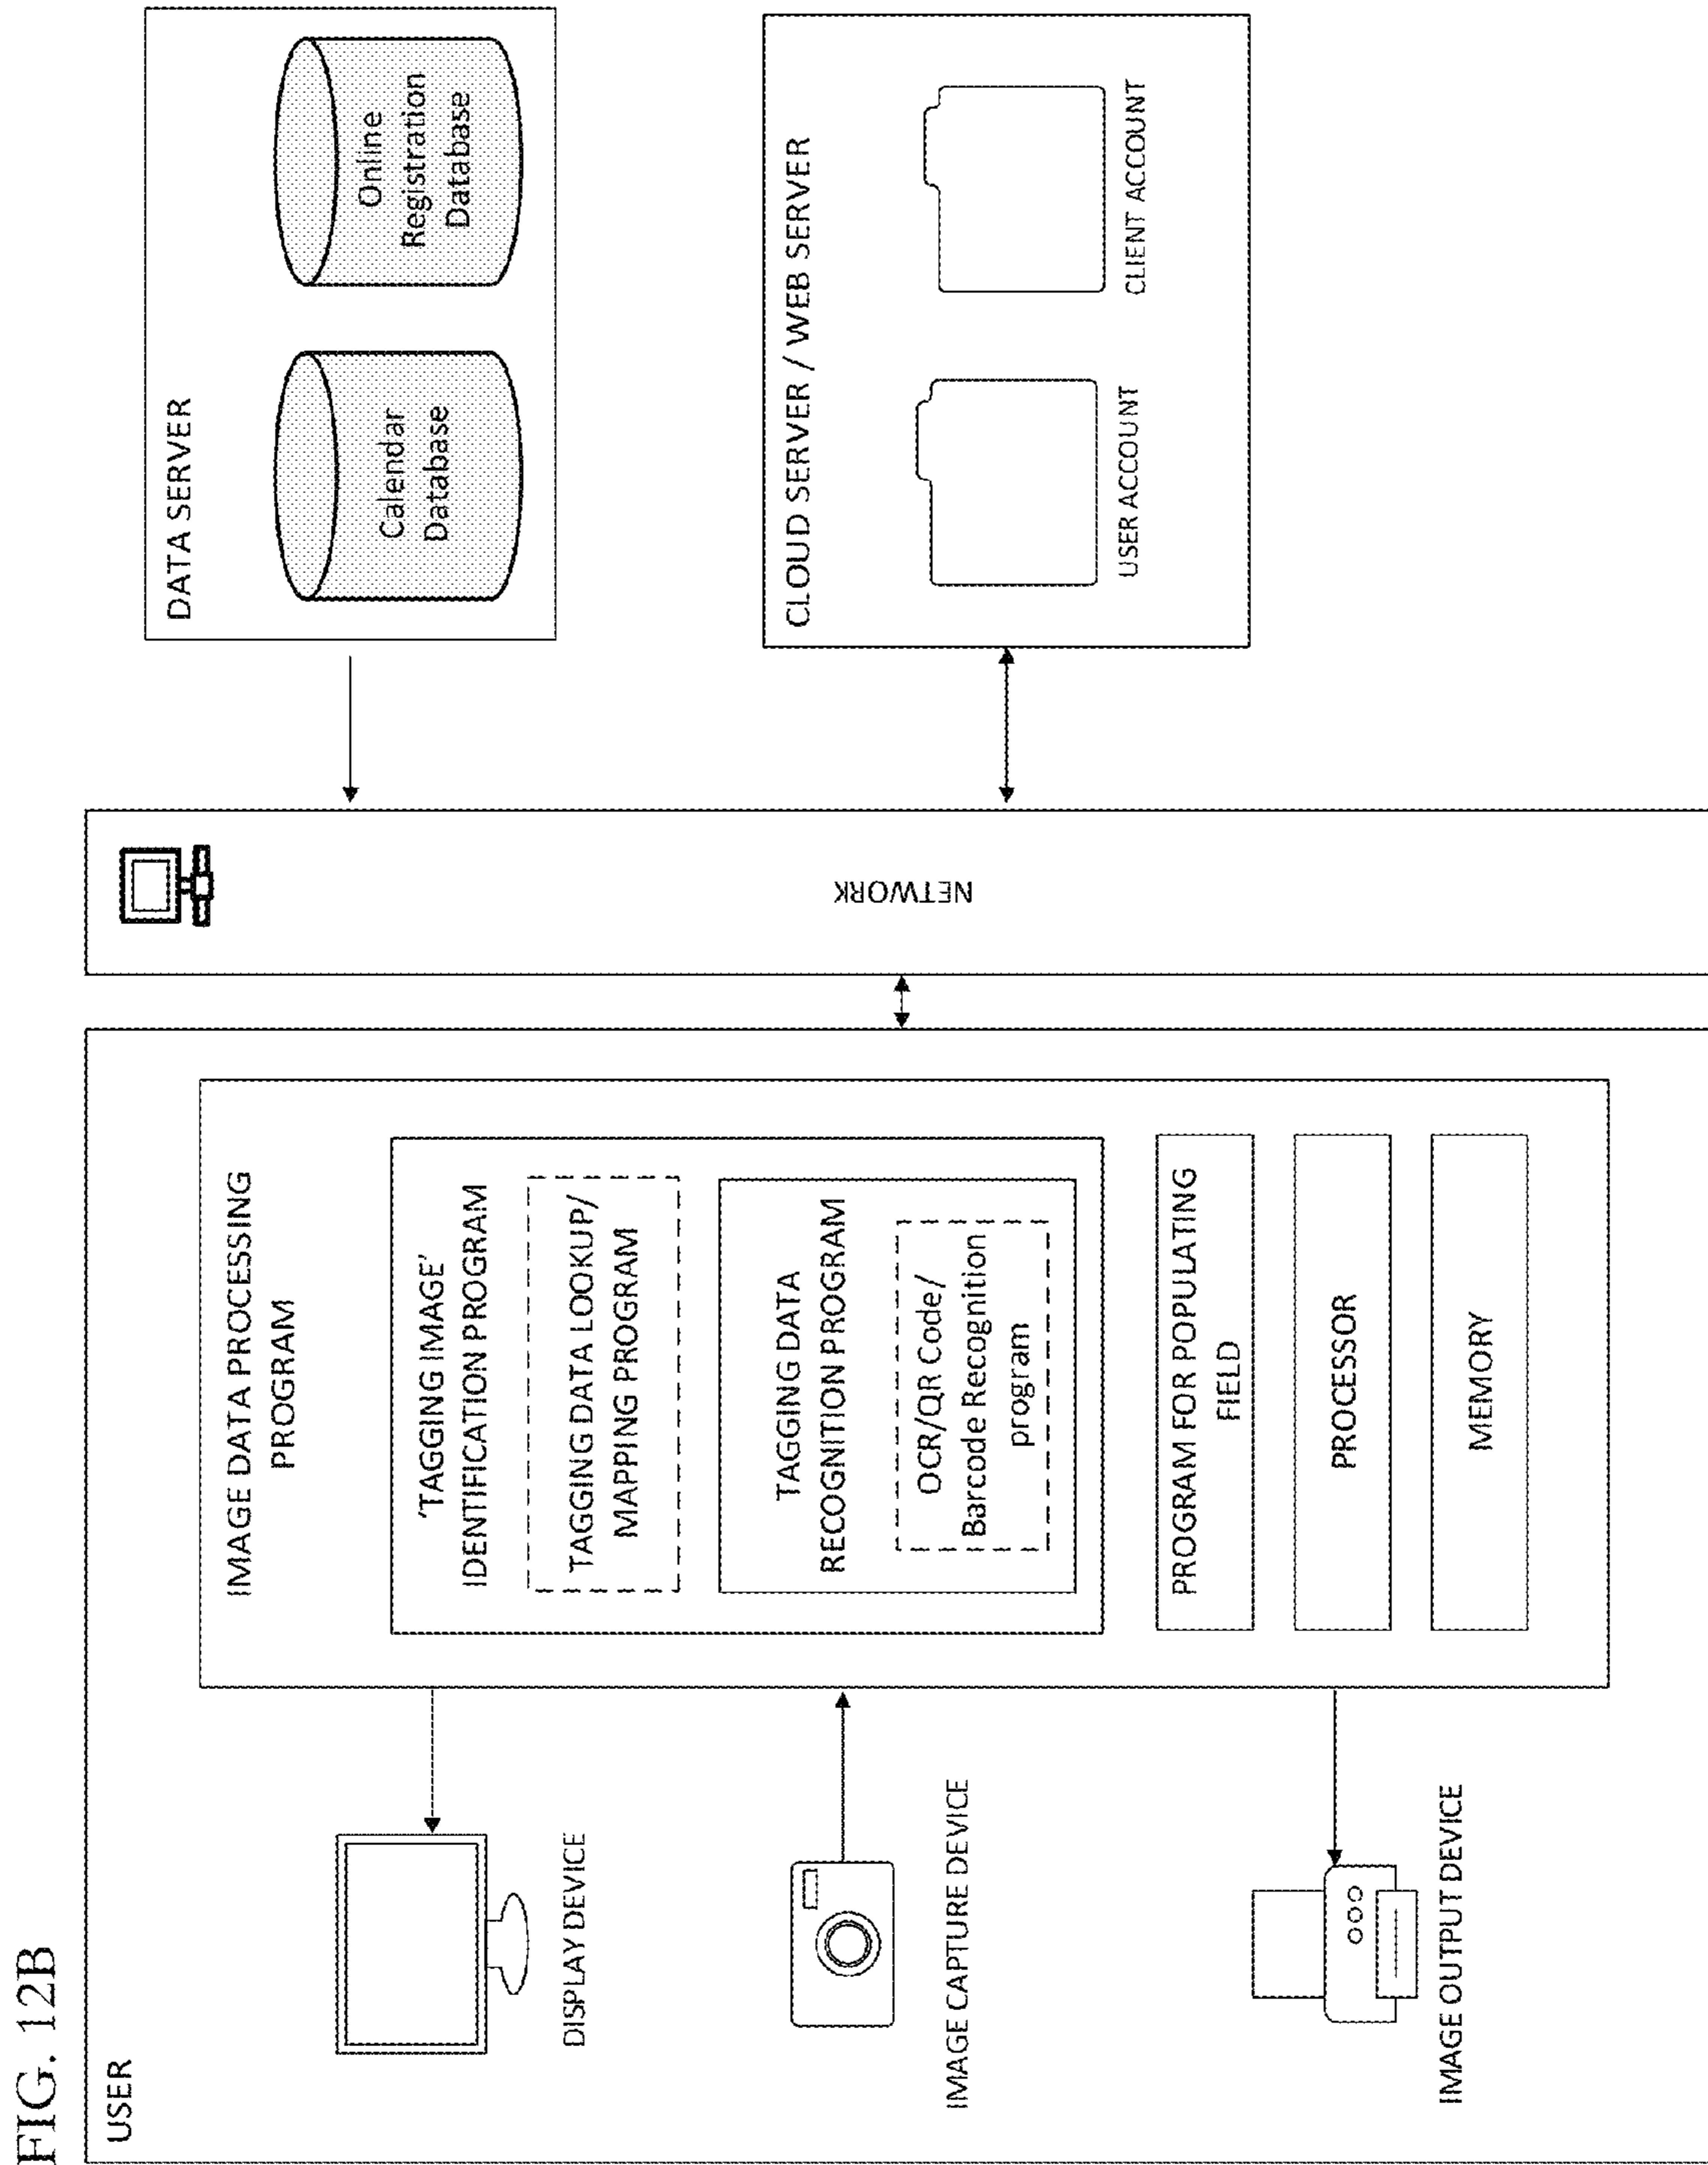 FIG. 12B
USER
DISPLAY DEVICE
IMAGE CAPTURE DEVICE
IMAGE OUTPUT DEVICE
IMAGE DATA PROCESSING
PROGRAM
'TAGGING IMAGE'
IDENTIFICATION PROGRAM
TAGGING DATA LOOKUP/
MAPPING PROGRAM
TAGGING DATA
RECOGNITION PROGRAM
OCR/QR Code/
Barcode Recognition
program
PROGRAM FOR POPULATING
FIELD
PROCESSOR
MEMORY
NETWORK
DATA SERVER
Calendar
Database
Online
Registration
Database
CLOUD SERVER / WEB SERVER
USER ACCOUNT
CLIENT ACCOUNT